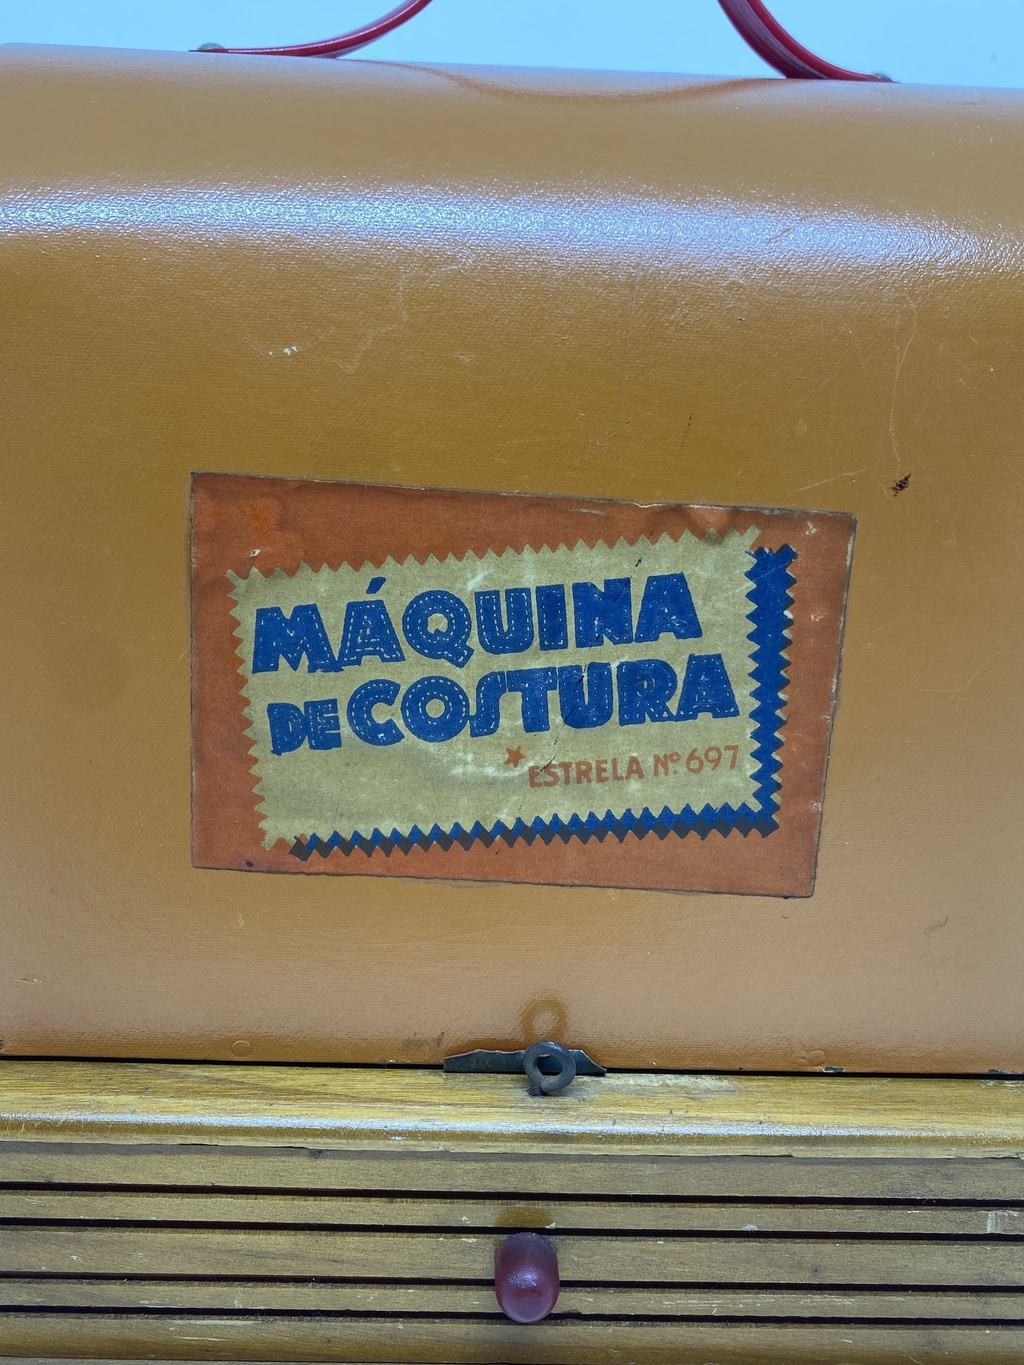 MÁQUINA
DE COSTURA
ESTRELA Nº 697